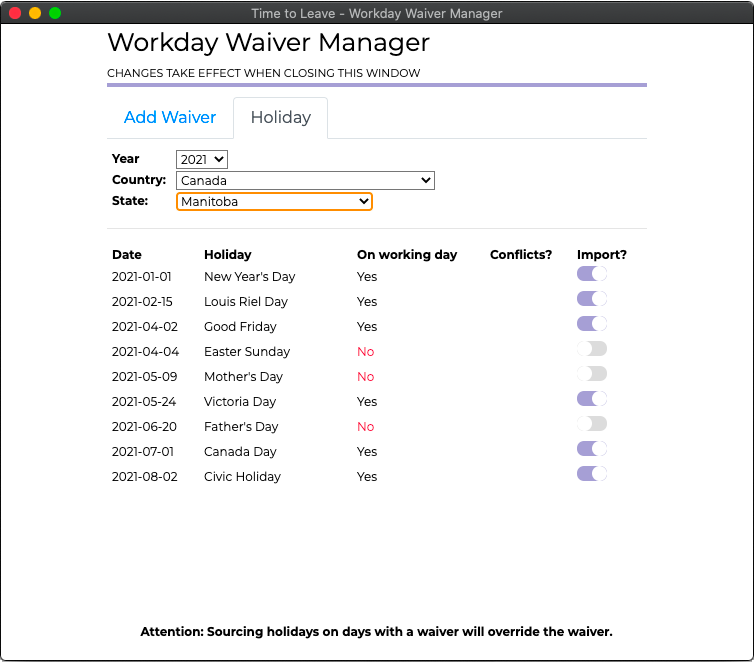 Time to Leave - Workday Waiver Manager
Workday Waiver Manager
CHANGES TAKE EFFECT WHEN CLOSING THIS WINDOW
Add Waiver Holiday
Year 2021
Country: Canada
State: Manitoba
Date Holiday On working day Conflicts? Import?
2021-01-01 New Year's Day Yes
2021-02-15 Louis Riel Day Yes
2021-04-02 Good Friday Yes
2021-04-04 Easter Sunday No
2021-05-09 Mother's Day No
2021-05-24 Victoria Day Yes
2021-06-20 Father's Day No
2021-07-01 Canada Day Yes
2021-08-02 Civic Holiday Yes
Attention: Sourcing holidays on days with a waiver will override the waiver.